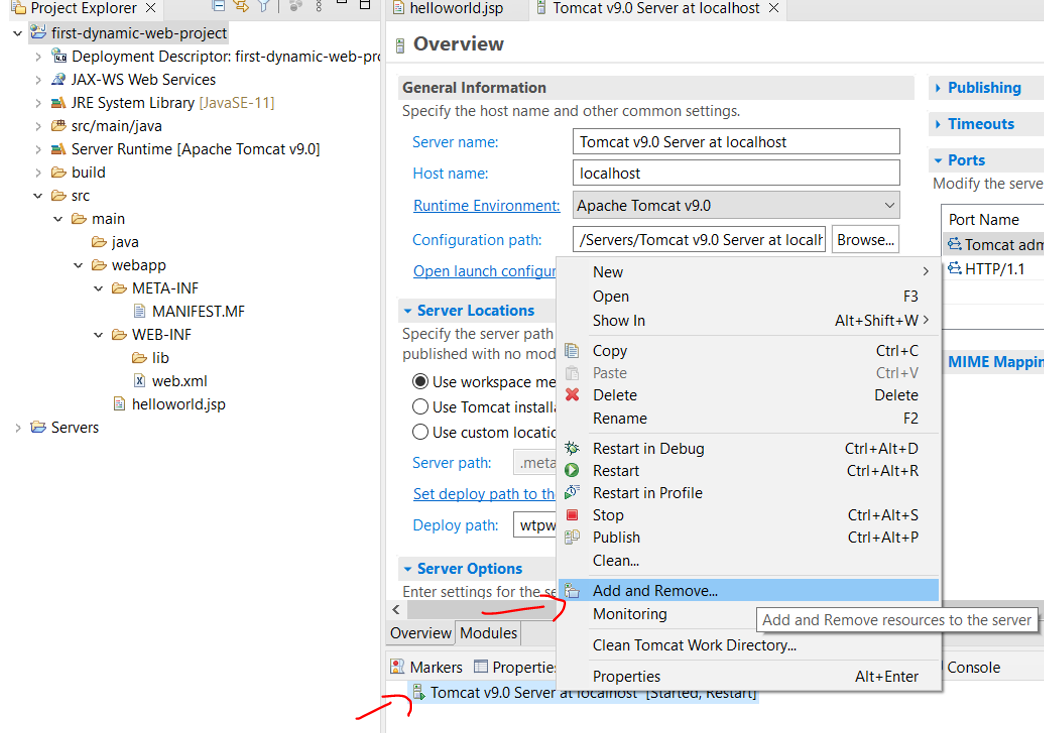 Project Explorer
first-dynamic-web-project
Deployment Descriptor: first-dynamic-web-pro
JAX-WS Web Services
JRE System Library [JavaSE-11]
src/main/java
Server Runtime [Apache Tomcat v9.0]
build
src
main
java
webapp
META-INF
MANIFEST.MF
WEB-INF
lib
web.xml
helloworld.jsp
Servers
helloworld.jsp
Tomcat v9.0 Server at localhost
Overview
General Information
Specify the host name and other common settings.
Server name: Tomcat v9.0 Server at localhost
Host name: localhost
Runtime Environment: Apache Tomcat v9.0
Configuration path: /Servers/Tomcat v9.0 Server at localh Browse...
Open launch configur
Server Locations
Specify the server path
published with no mod
Use workspace me
Use Tomcat installa
Use custom locatio
Server path: .meta
Set deploy path to the
Deploy path: wtpw
Server Options
Enter settings for the se
Overview Modules
Publishing
Timeouts
Ports
Modify the serve
Port Name
Tomcat adm
HTTP/1.1
MIME Mappin
New
Open F3
Show In Alt+Shift+W
Copy Ctrl+C
Paste Ctrl+V
Delete Delete
Rename F2
Restart in Debug Ctrl+Alt+D
Restart Ctrl+Alt+R
Restart in Profile
Stop Ctrl+Alt+S
Publish Ctrl+Alt+P
Clean...
Add and Remove...
Monitoring
Add and Remove resources to the server
Clean Tomcat Work Directory...
Properties Alt+Enter
Markers Propertie Console
Tomcat v9.0 Server at localhost [Started, Restart]